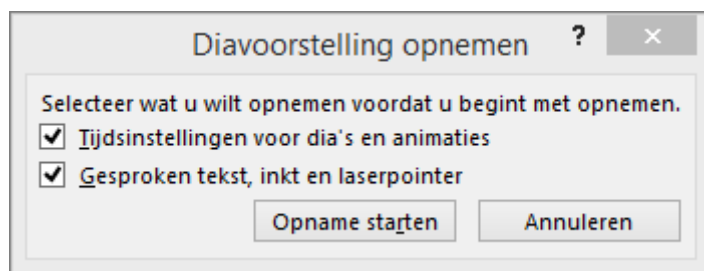 Diavoorstelling opnemen ? ×
Selecteer wat u wilt opnemen voordat u begint met opnemen.
Tijdsinstellingen voor dia's en animaties
Gesproken tekst, inkt en laserpointer
Opname starten Annuleren